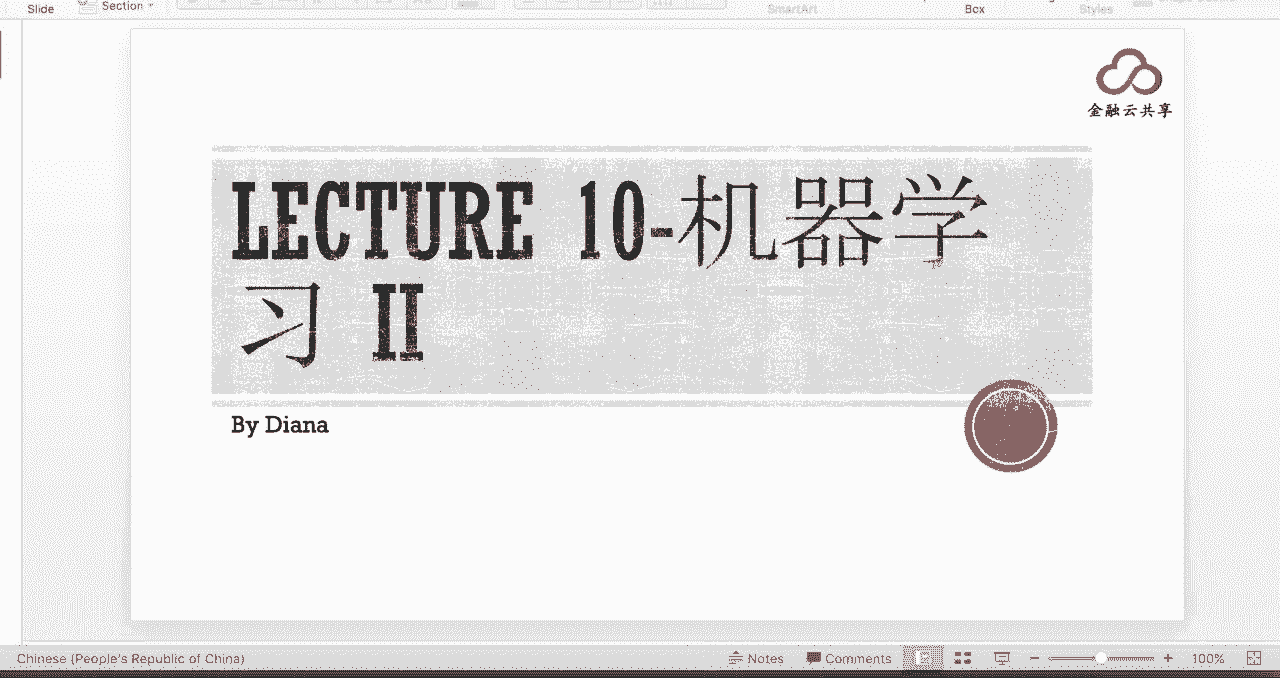 Slide
Section
SmartArt
Box
Styles
金融云共享
LECTURE 10-机器学
习 II
By Diana
Chinese (People's Republic of China)
Notes
Comments
100%